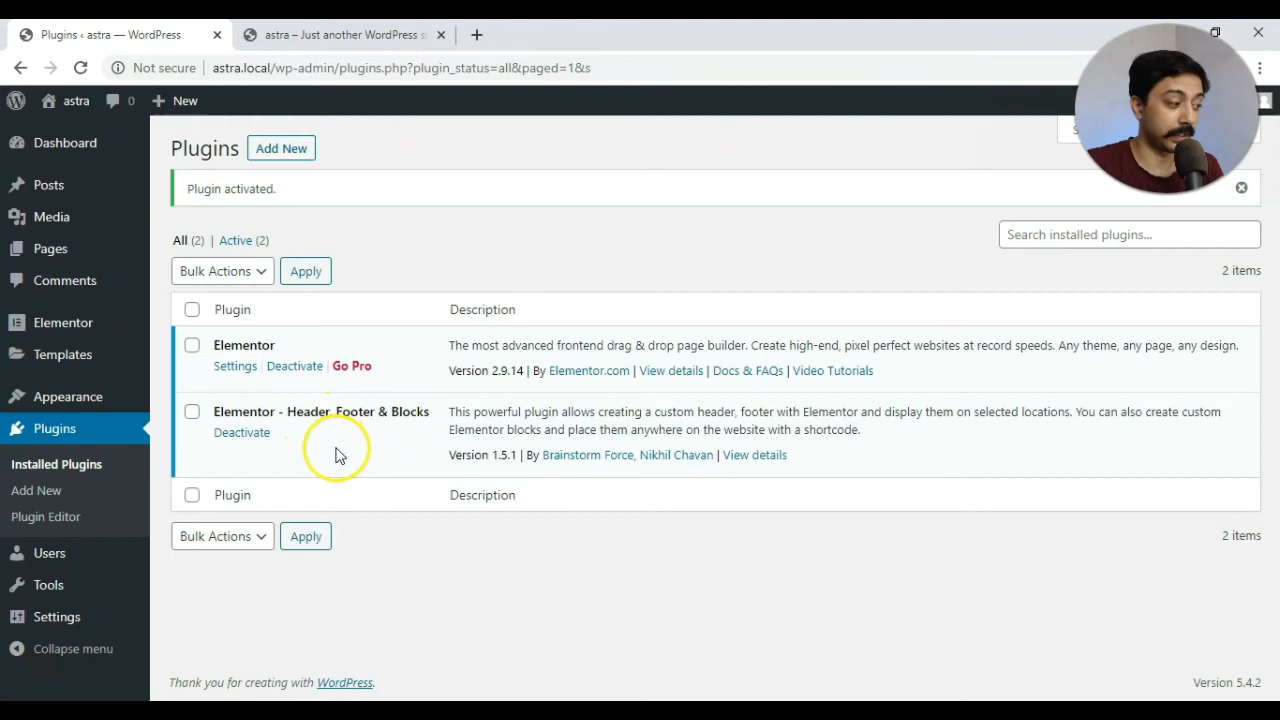 Plugins ‹ astra — WordPress
astra – Just another WordPress s
Not secure
astra.local/wp-admin/plugins.php?plugin_status=all&paged=1&s
astra
0
New
Dashboard
Posts
Media
Pages
Comments
Elementor
Templates
Appearance
Plugins
Installed Plugins
Add New
Plugin Editor
Users
Tools
Settings
Collapse menu
Plugins
Add New
Plugin activated.
All (2) | Active (2)
Search installed plugins...
Bulk Actions
Apply
2 items
Plugin
Description
Elementor
Settings | Deactivate | Go Pro
The most advanced frontend drag & drop page builder. Create high-end, pixel perfect websites at record speeds. Any theme, any page, any design.
Version 2.9.14 | By Elementor.com | View details | Docs & FAQs | Video Tutorials
Elementor - Header, Footer & Blocks
Deactivate
This powerful plugin allows creating a custom header, footer with Elementor and display them on selected locations. You can also create custom
Elementor blocks and place them anywhere on the website with a shortcode.
Version 1.5.1 | By Brainstorm Force, Nikhil Chavan | View details
Plugin
Description
Bulk Actions
Apply
2 items
Thank you for creating with WordPress.
Version 5.4.2